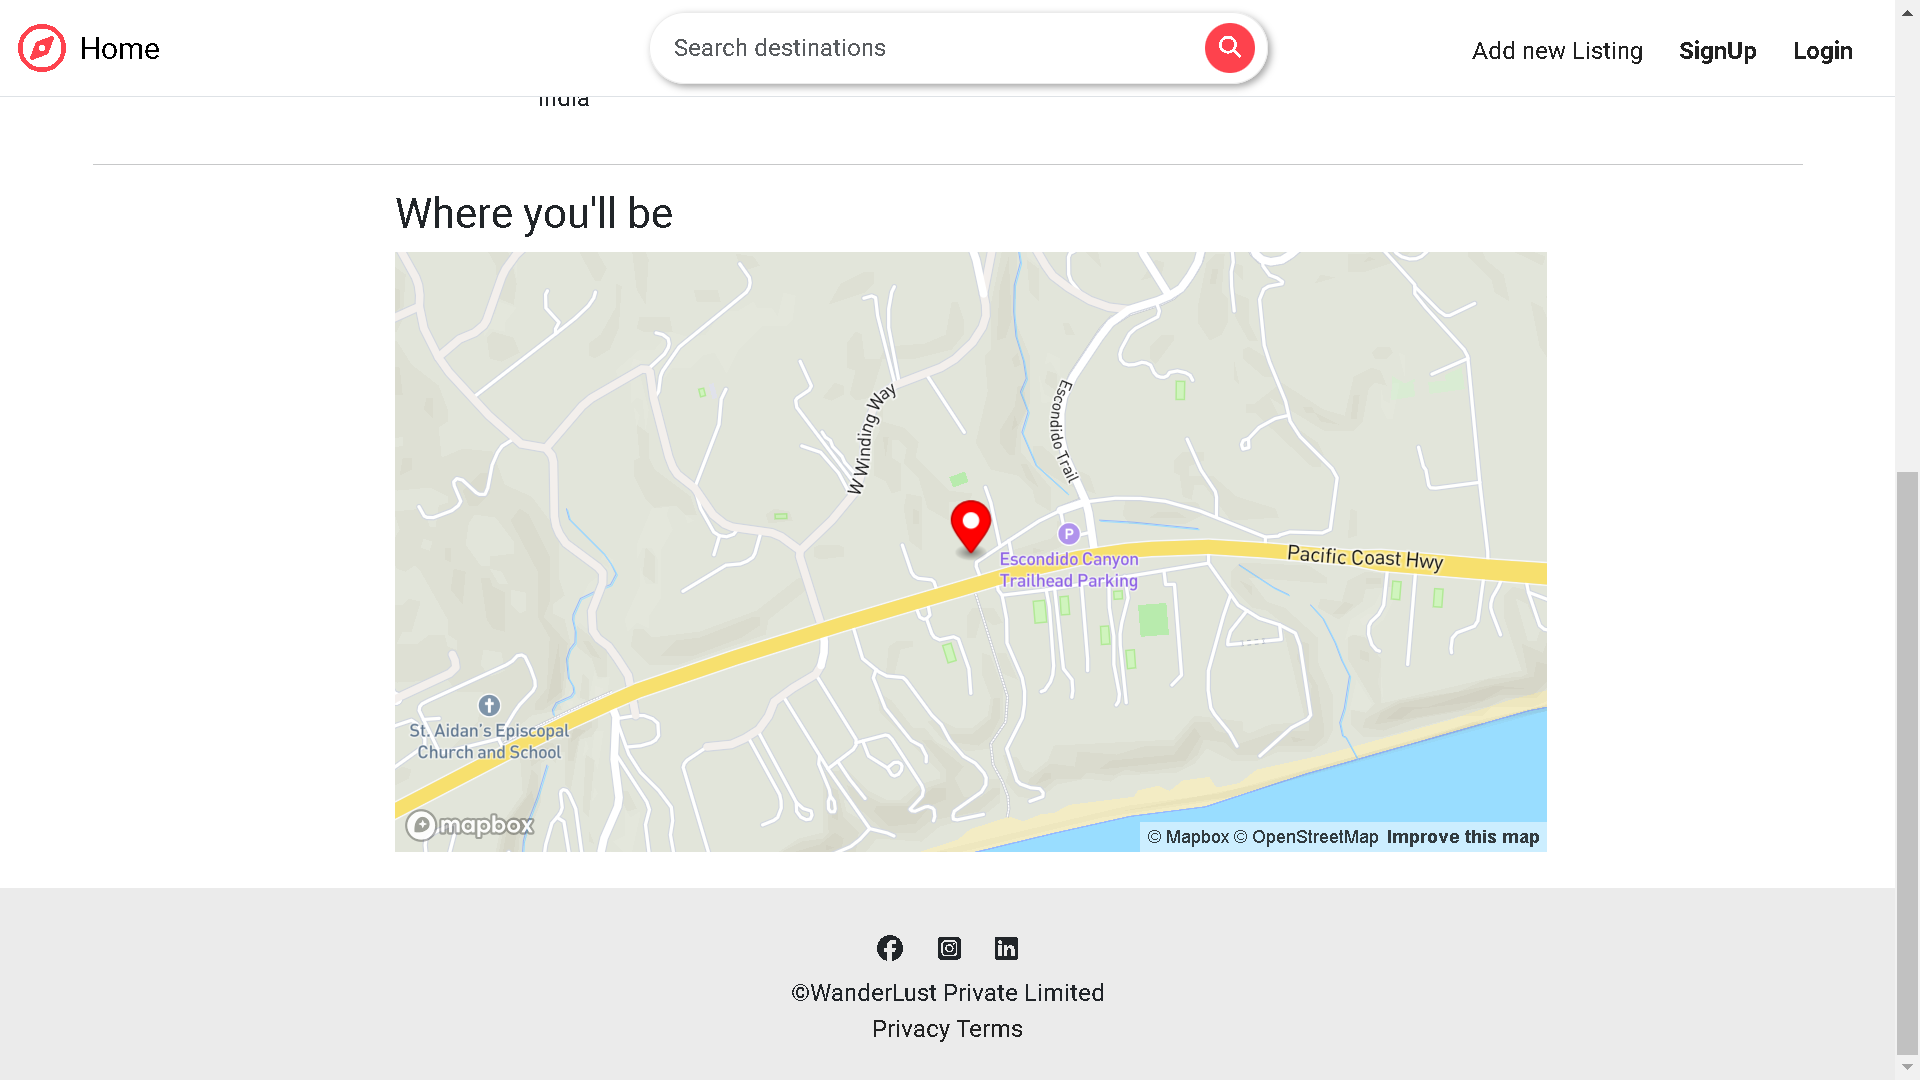 Home
Search destinations
Add new Listing
SignUp
Login
India
Where you'll be
W Winding Way
Escondido Trail
P
Escondido Canyon
Trailhead Parking
Pacific Coast Hwy
St. Aidan's Episcopal
Church and School
mapbox
© Mapbox © OpenStreetMap Improve this map
©WanderLust Private Limited
Privacy Terms